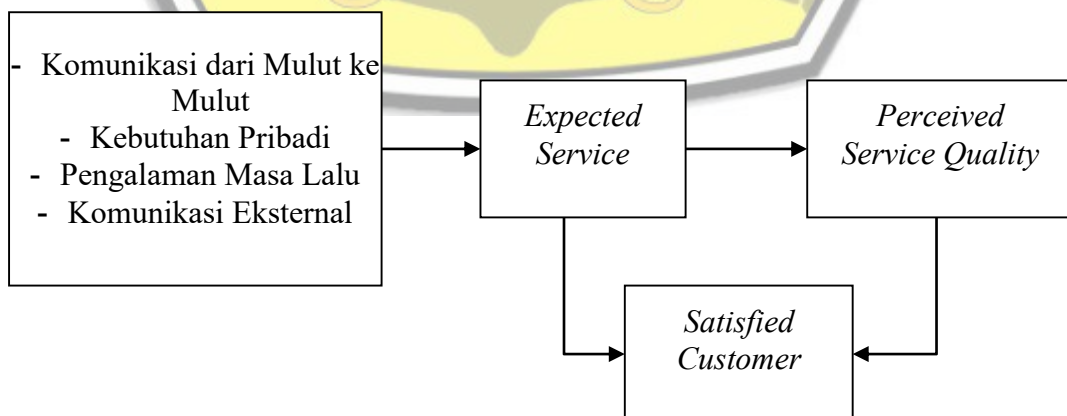 - Komunikasi dari Mulut ke
Mulut
- Kebutuhan Pribadi
- Pengalaman Masa Lalu
- Komunikasi Eksternal
Expected
Service
Perceived
Service Quality
Satisfied
Customer